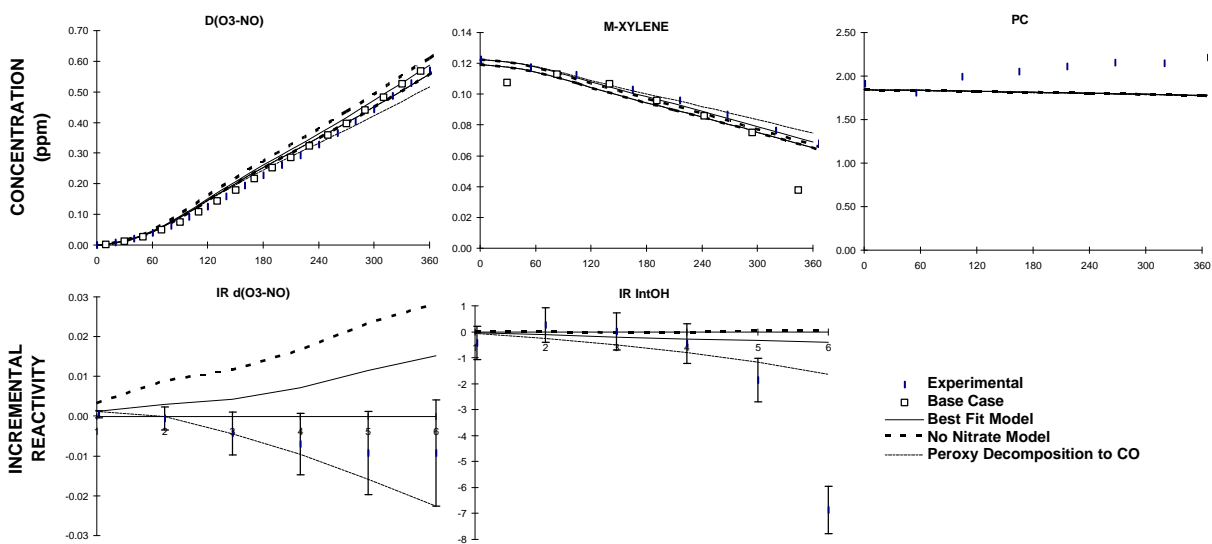 D(O3-NO)
M-XYLENE
PC
CONCENTRATION
(ppm)
0.70
0.60
0.50
0.40
0.30
0.20
0.10
0.00
0 60 120 180 240 300 360
0.14
0.12
0.10
0.08
0.06
0.04
0.02
0.00
0 60 120 180 240 300 360
2.50
2.00
1.50
1.00
0.50
0.00
0 60 120 180 240 300 360
IR d(O3-NO)
IR IntOH
INCREMENTAL
REACTIVITY
0.03
0.02
0.01
0.00
-0.01
-0.02
-0.03
1 2 3 4 5 6
1
0
-1
-2
-3
-4
-5
-6
-7
-8
1 2 3 4 5 6
Experimental
Base Case
Best Fit Model
No Nitrate Model
Peroxy Decomposition to CO